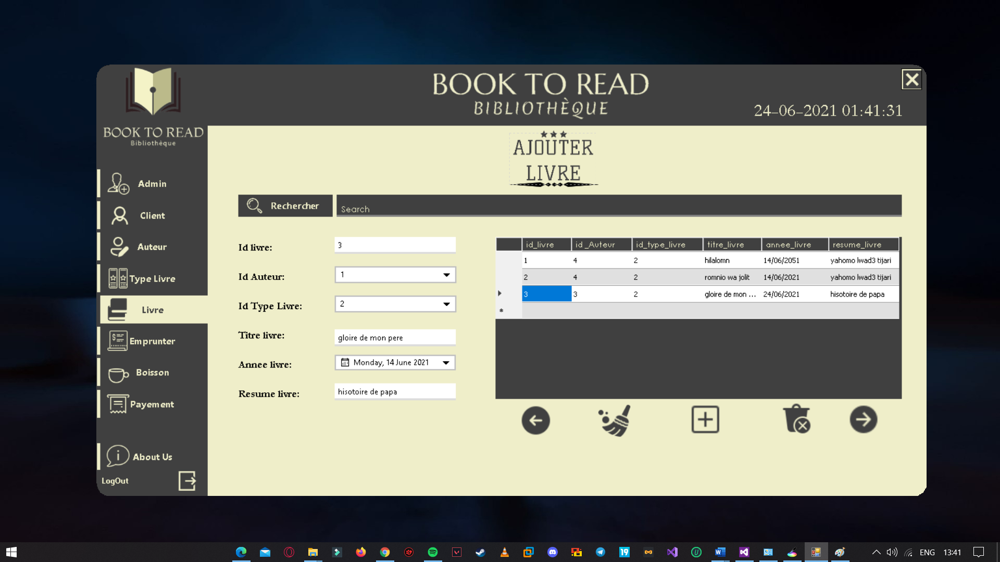 BOOK TO READ
BIBLIOTHÈQUE
24-06-2021 01:41:31
BOOK TO READ
Bibliothèque
AJOUTER
LIVRE
Admin
Client
Auteur
Type Livre
Livre
Emprunter
Boisson
Payement
About Us
LogOut
Rechercher
Search
Id livre: 3
Id Auteur: 1
Id Type Livre: 2
Titre livre: gloire de mon pere
Annee livre: Monday, 14 June 2021
Resume livre: hisotoire de papa
id_livre id_Auteur id_type_livre titre_livre annee_livre resume_livre
1 4 2 hilalomn 14/06/2051 yahomo lwad3 tijari
2 4 2 romnio wa jolit 14/06/2021 yahomo lwad3 tijari
3 3 2 gloire de mon ... 24/06/2021 hisotoire de papa
19
ENG 13:41